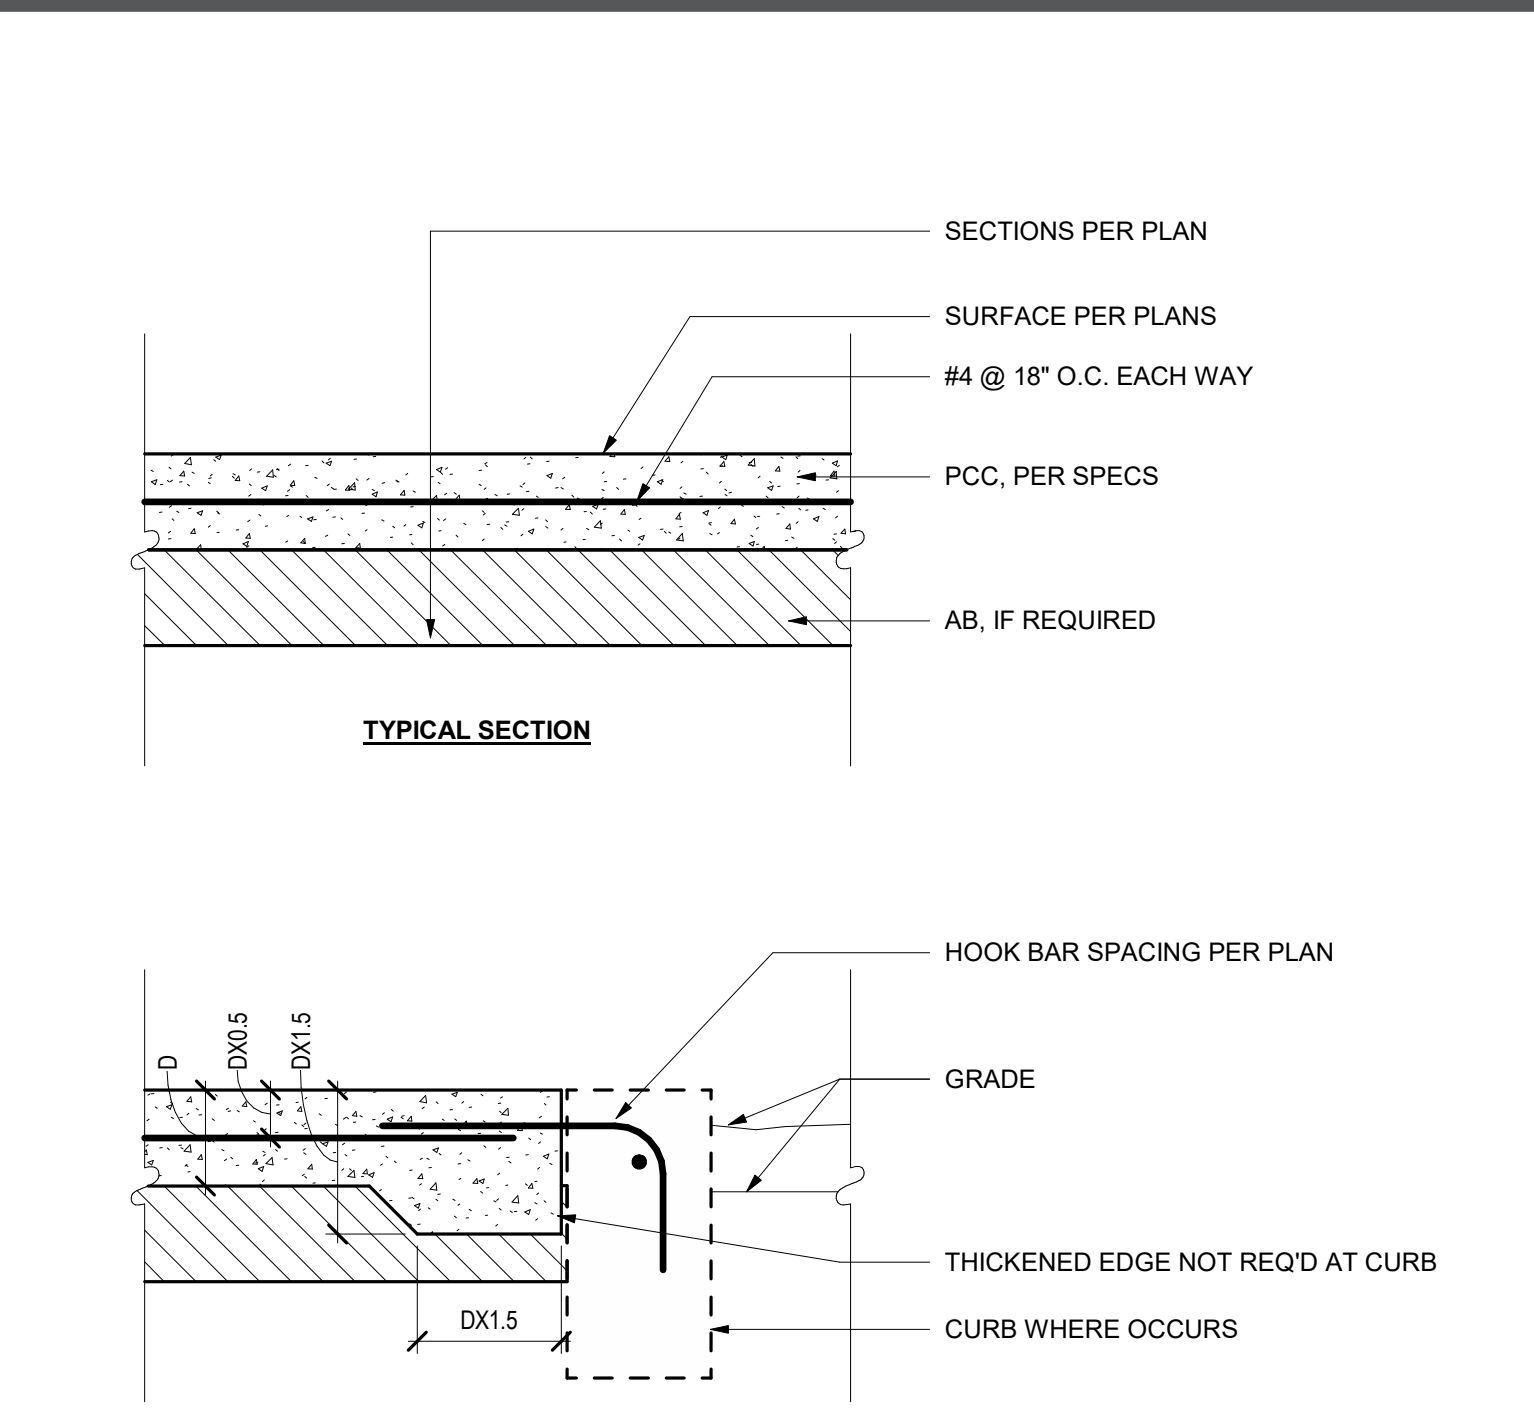 SECTIONS PER PLAN
SURFACE PER PLANS
#4 @ 18" O.C. EACH WAY
PCC, PER SPECS
AB, IF REQUIRED
TYPICAL SECTION
HOOK BAR SPACING PER PLAN
D
DX0.5
DX1.5
GRADE
THICKENED EDGE NOT REQ'D AT CURB
DX1.5
CURB WHERE OCCURS